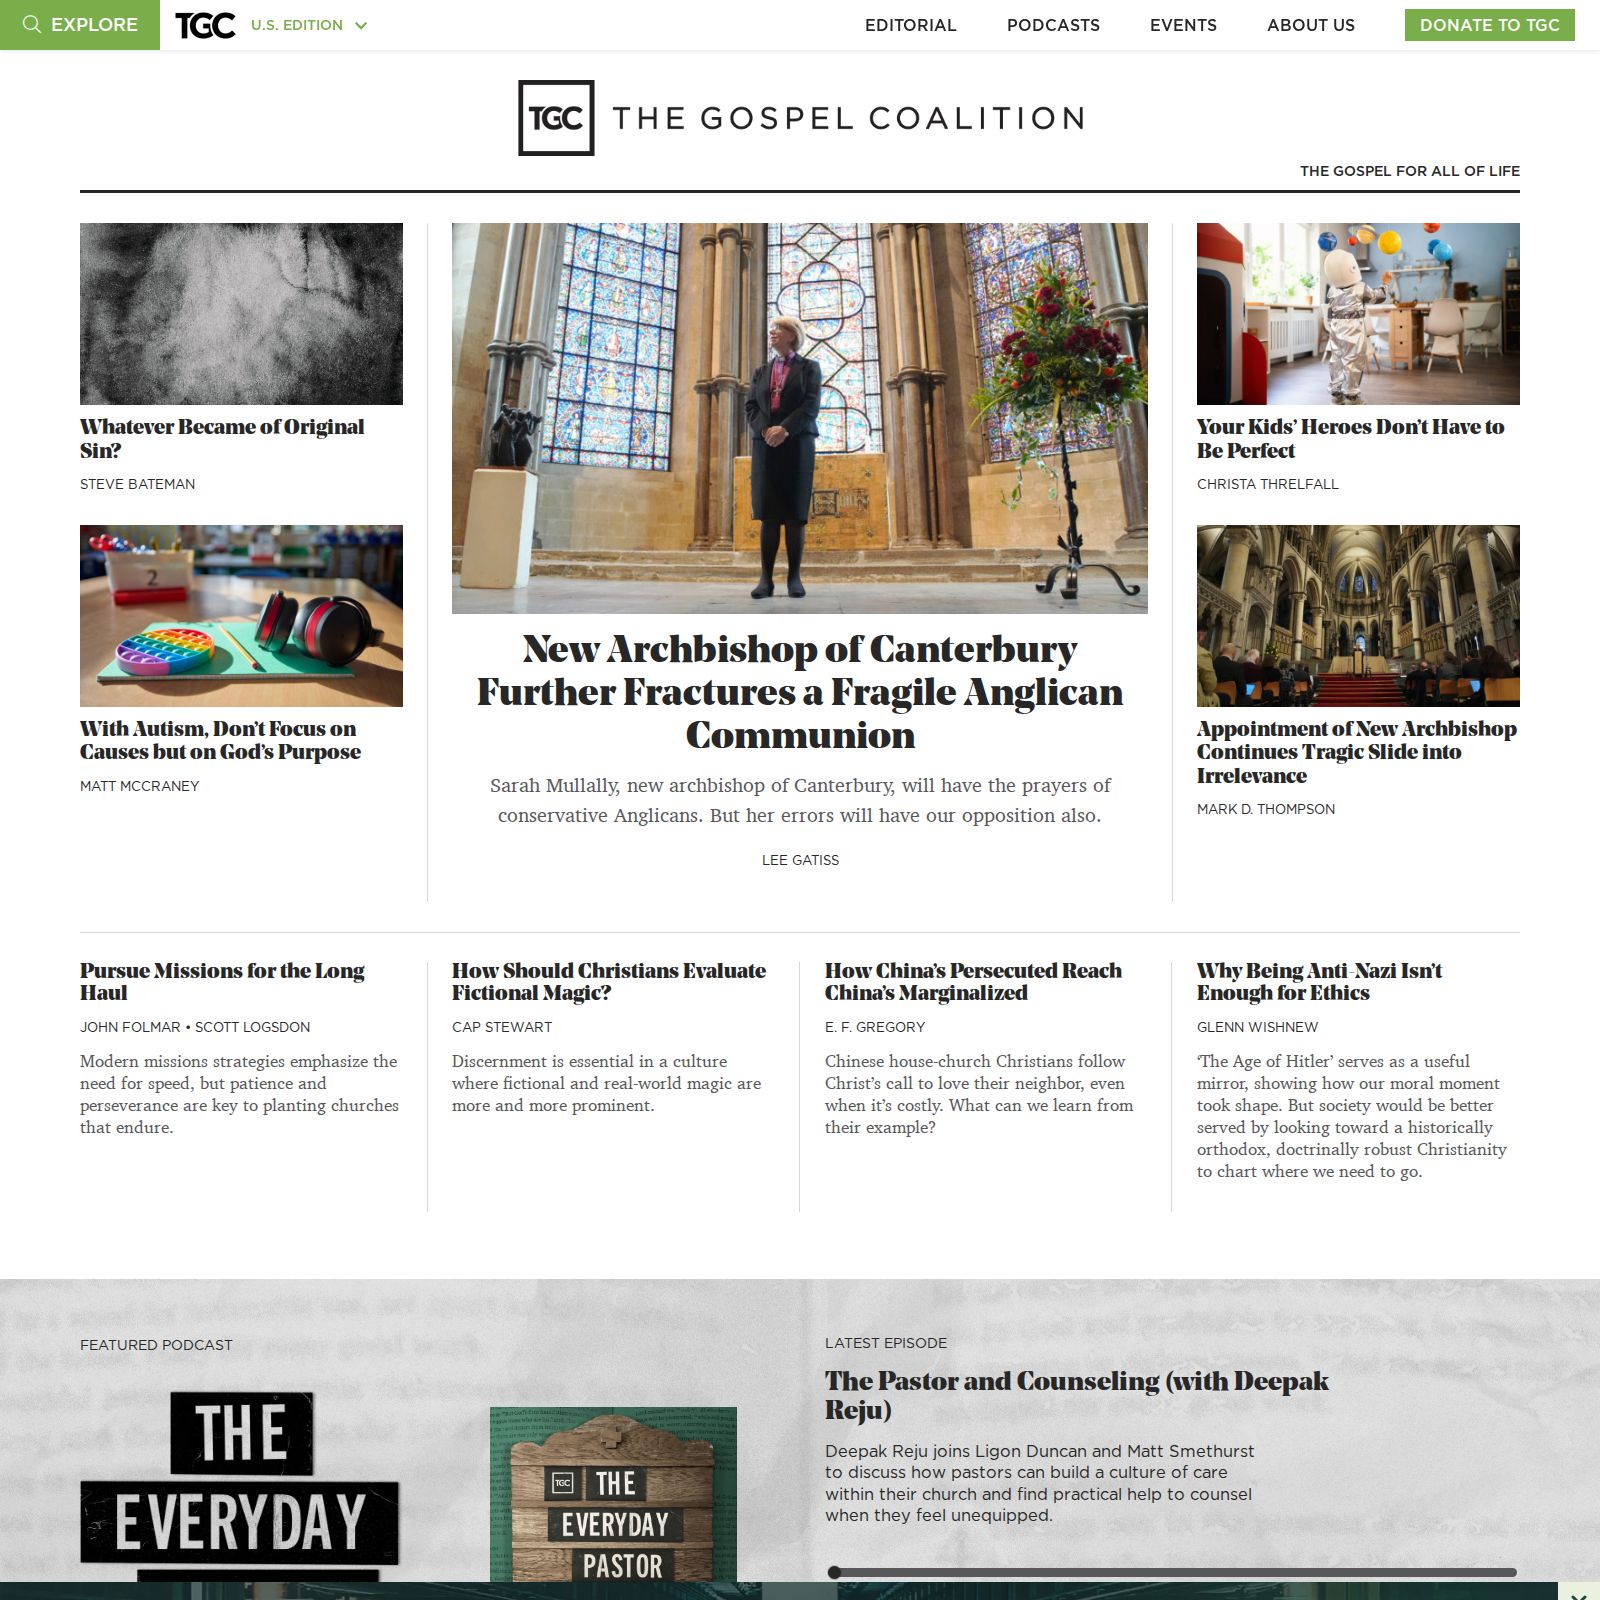 EXPLORE
TGC
U.S. EDITION
EDITORIAL
PODCASTS
EVENTS
ABOUT US
DONATE TO TGC
TGC THE GOSPEL COALITION
THE GOSPEL FOR ALL OF LIFE
Whatever Became of Original
Sin?
STEVE BATEMAN
2
With Autism, Don’t Focus on
Causes but on God’s Purpose
MATT MCCRANEY
New Archbishop of Canterbury
Further Fractures a Fragile Anglican
Communion
Sarah Mullally, new archbishop of Canterbury, will have the prayers of
conservative Anglicans. But her errors will have our opposition also.
LEE GATISS
Your Kids’ Heroes Don’t Have to
Be Perfect
CHRISTA THRELFALL
Appointment of New Archbishop
Continues Tragic Slide into
Irrelevance
MARK D. THOMPSON
Pursue Missions for the Long
Haul
JOHN FOLMAR • SCOTT LOGSDON
Modern missions strategies emphasize the
need for speed, but patience and
perseverance are key to planting churches
that endure.
How Should Christians Evaluate
Fictional Magic?
CAP STEWART
Discernment is essential in a culture
where fictional and real-world magic are
more and more prominent.
How China’s Persecuted Reach
China’s Marginalized
E. F. GREGORY
Chinese house-church Christians follow
Christ’s call to love their neighbor, even
when it’s costly. What can we learn from
their example?
Why Being Anti-Nazi Isn’t
Enough for Ethics
GLENN WISHNEW
‘The Age of Hitler’ serves as a useful
mirror, showing how our moral moment
took shape. But society would be better
served by looking toward a historically
orthodox, doctrinally robust Christianity
to chart where we need to go.
FEATURED PODCAST
THE
EVERYDAY
TGC THE
EVERYDAY
PASTOR
LATEST EPISODE
The Pastor and Counseling (with Deepak
Reju)
Deepak Reju joins Ligon Duncan and Matt Smethurst
to discuss how pastors can build a culture of care
within their church and find practical help to counsel
when they feel unequipped.